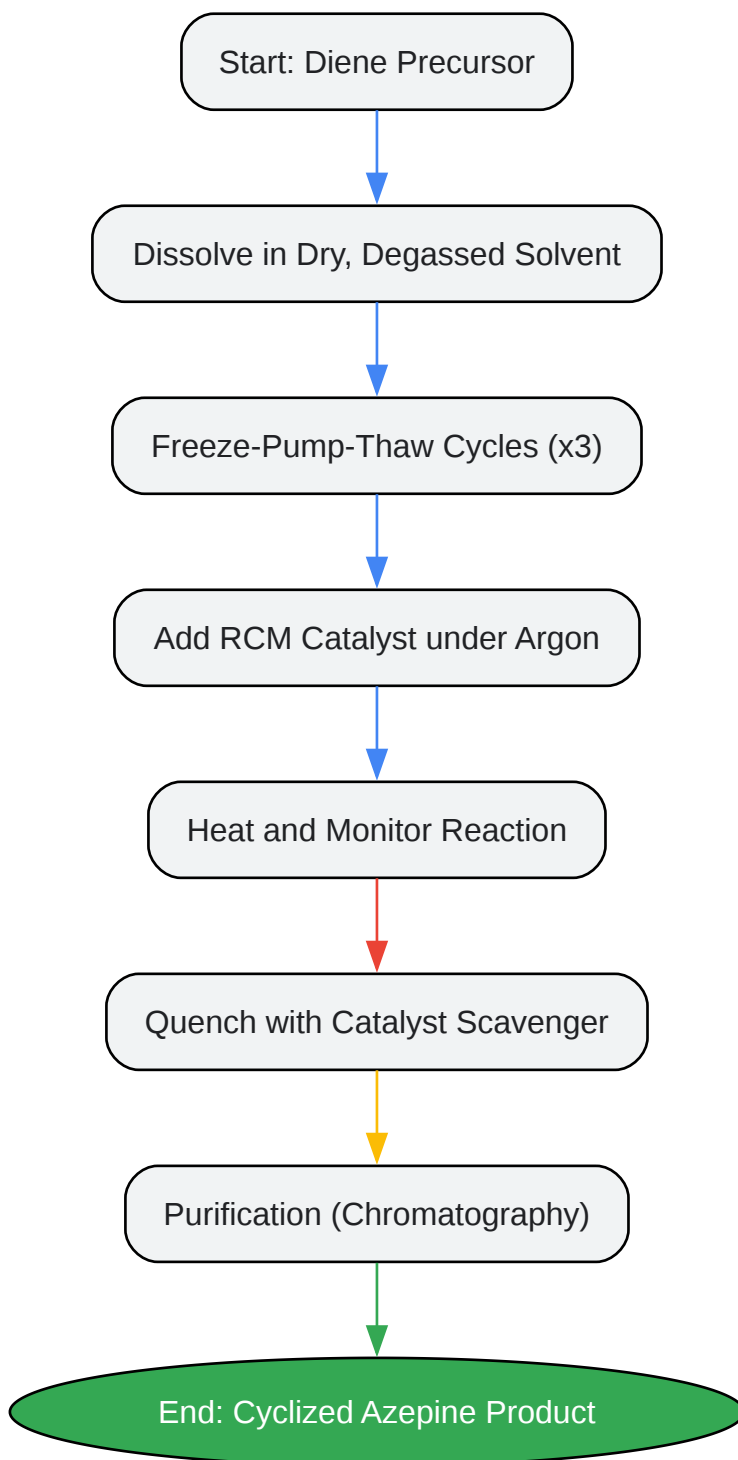 Start: Diene Precursor
Dissolve in Dry, Degassed Solvent
Freeze-Pump-Thaw Cycles (x3)
Add RCM Catalyst under Argon
Heat and Monitor Reaction
Quench with Catalyst Scavenger
Purification (Chromatography)
End: Cyclized Azepine Product